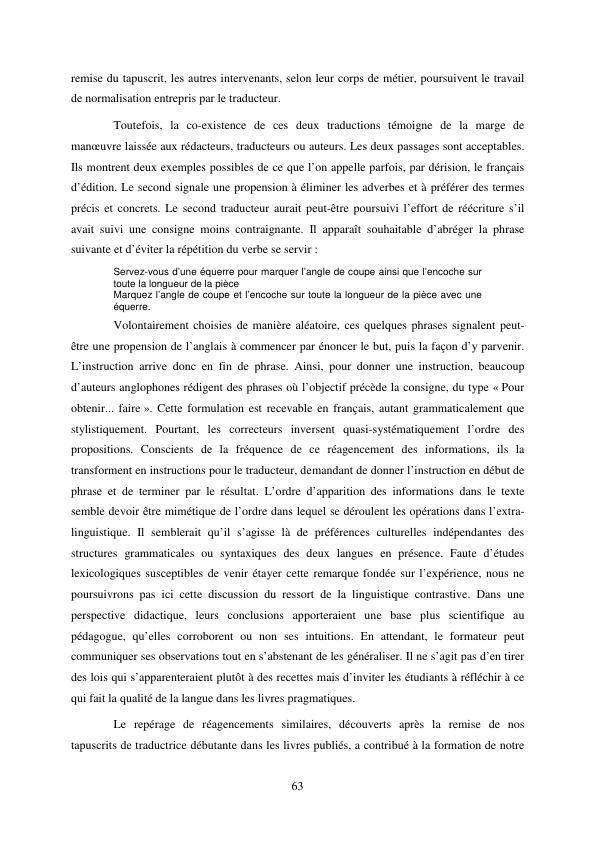 remise du tapuscrit, les autres intervenants, selon leur corps de métier, poursuivent le travail
de normalisation entrepris par le traducteur.
Toutefois, la co-existence de ces deux traductions témoigne de la marge de
manœuvre laissée aux rédacteurs, traducteurs ou auteurs. Les deux passages sont acceptables.
Ils montrent deux exemples possibles de ce que l’on appelle parfois, par dérision, le français
d’édition. Le second signale une propension à éliminer les adverbes et à préférer des termes
précis et concrets. Le second traducteur aurait peut-être poursuivi l’effort de réécriture s’il
avait suivi une consigne moins contraignante. Il apparaît souhaitable d’abréger la phrase
suivante et d’éviter la répétition du verbe se servir :
Servez-vous d’une équerre pour marquer l’angle de coupe ainsi que l’encoche sur
toute la longueur de la pièce
Marquez l’angle de coupe et l’encoche sur toute la longueur de la pièce avec une
équerre.
Volontairement choisies de manière aléatoire, ces quelques phrases signalent peut-
être une propension de l’anglais à commencer par énoncer le but, puis la façon d’y parvenir.
L’instruction arrive donc en fin de phrase. Ainsi, pour donner une instruction, beaucoup
d’auteurs anglophones rédigent des phrases où l’objectif précède la consigne, du type « Pour
obtenir... faire ». Cette formulation est recevable en français, autant grammaticalement que
stylistiquement. Pourtant, les correcteurs inversent quasi-systématiquement l’ordre des
propositions. Conscients de la fréquence de ce réagencement des informations, ils la
transforment en instructions pour le traducteur, demandant de donner l’instruction en début de
phrase et de terminer par le résultat. L’ordre d’apparition des informations dans le texte
semble devoir être mimétique de l’ordre dans lequel se déroulent les opérations dans l’extra-
linguistique. Il semblerait qu’il s’agisse là de préférences culturelles indépendantes des
structures grammaticales ou syntaxiques des deux langues en présence. Faute d’études
lexicologiques susceptibles de venir étayer cette remarque fondée sur l’expérience, nous ne
poursuivrons pas ici cette discussion du ressort de la linguistique contrastive. Dans une
perspective didactique, leurs conclusions apporteraient une base plus scientifique au
pédagogue, qu’elles corroborent ou non ses intuitions. En attendant, le formateur peut
communiquer ses observations tout en s’abstenant de les généraliser. Il ne s’agit pas d’en tirer
des lois qui s’apparenteraient plutôt à des recettes mais d’inviter les étudiants à réfléchir à ce
qui fait la qualité de la langue dans les livres pragmatiques.
Le repérage de réagencements similaires, découverts après la remise de nos
tapuscrits de traductrice débutante dans les livres publiés, a contribué à la formation de notre
63